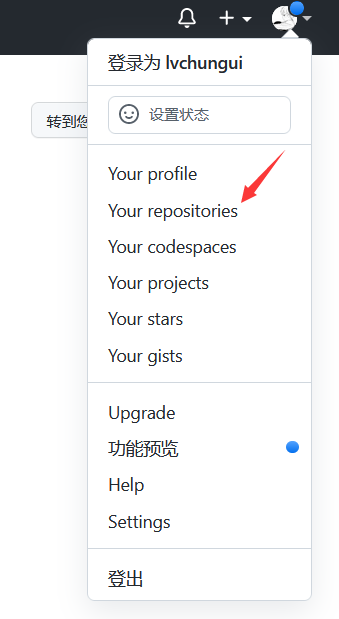 登录为 lvchungui
转到您
设置状态
Your profile
Your repositories
Your codespaces
Your projects
Your stars
Your gists
Upgrade
功能预览
Help
Settings
登出